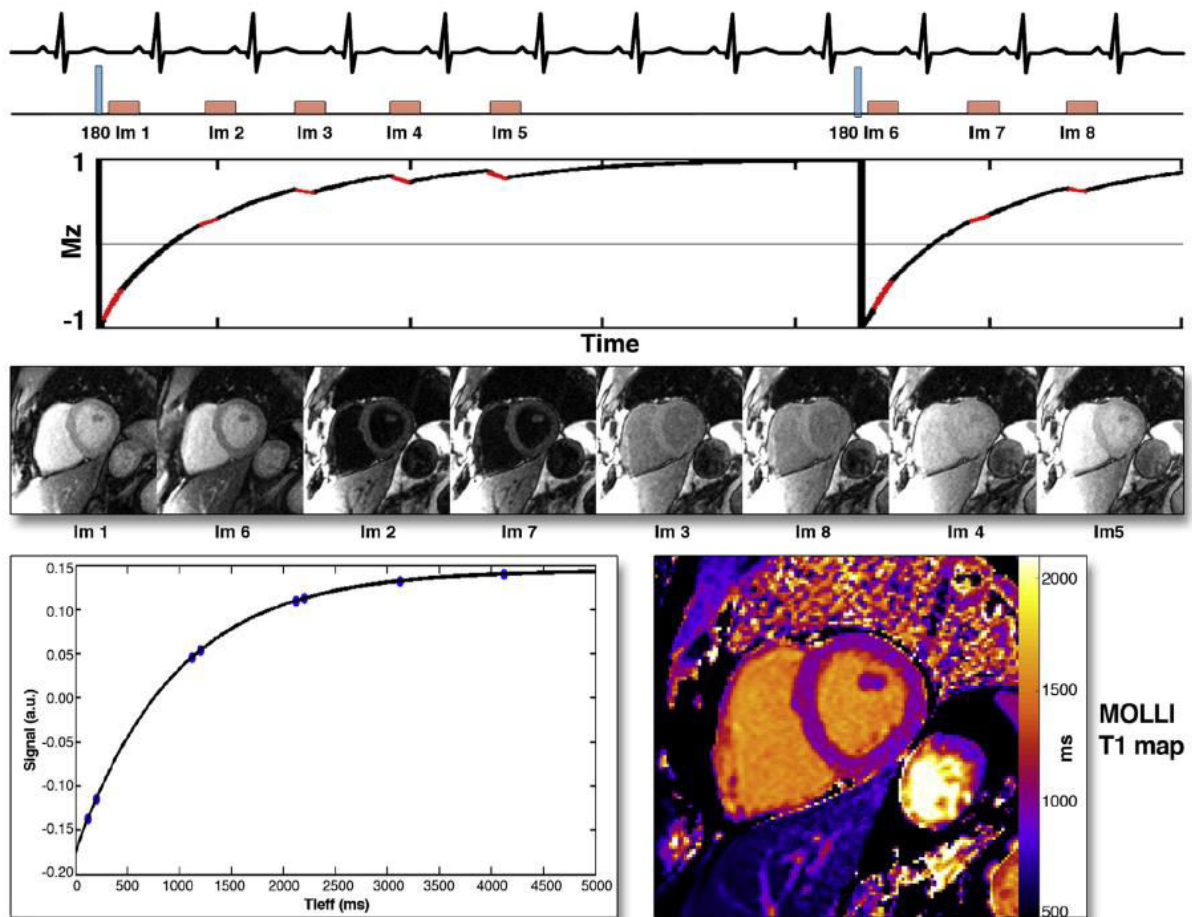 180 Im 1 Im 2 Im 3 Im 4 Im 5 180 Im 6 Im 7 Im 8
1
Mz
-1
Time
Im 1 Im 6 Im 2 Im 7 Im 3 Im 8 Im 4 Im5
0.15
0.10
0.05
0.00
-0.05
-0.10
-0.15
-0.20
Signal (a.u.)
0 500 1000 1500 2000 2500 3000 3500 4000 4500 5000
TIeff (ms)
2000
1500
ms
1000
500
MOLLI
T1 map